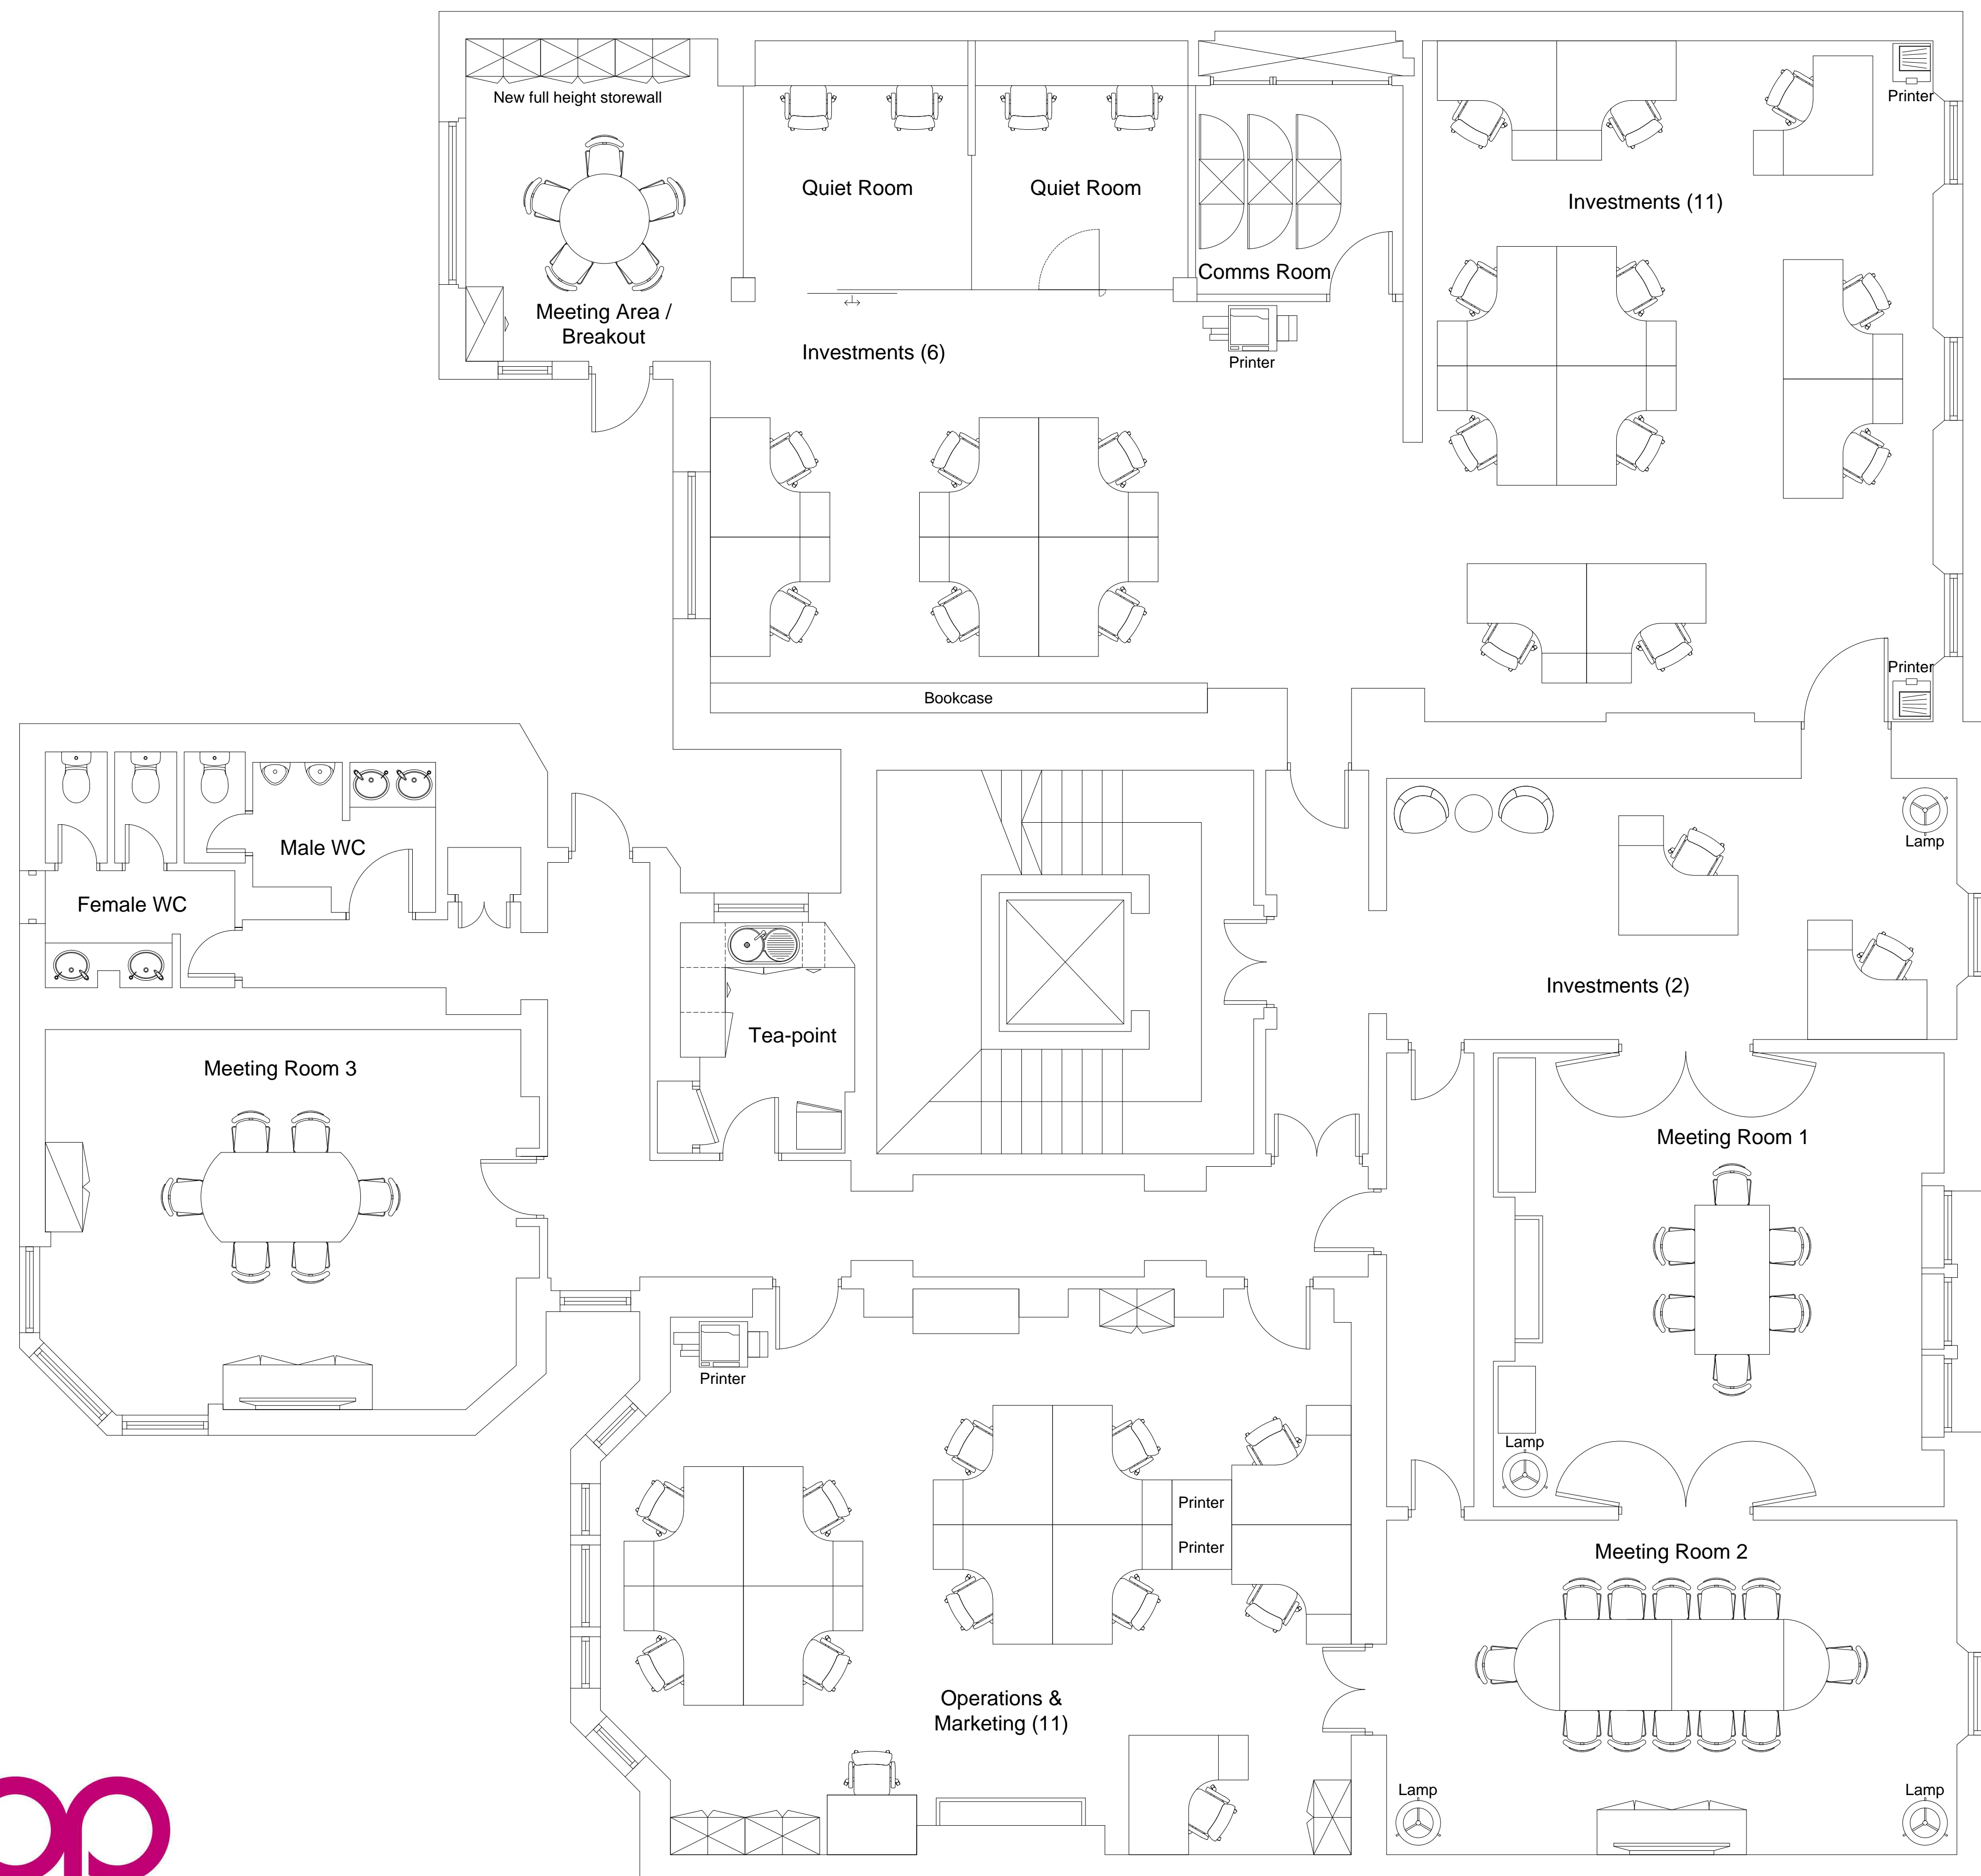 New full height storewall
Printer
Quiet Room
Quiet Room
Investments (11)
Comms Room
Meeting Area /
Breakout
Investments (6)
Printer
Printer
Bookcase
Male WC
Lamp
Female WC
Investments (2)
Tea-point
Meeting Room 3
Meeting Room 1
Printer
Lamp
Printer
Printer
Meeting Room 2
Operations &
Marketing (11)
Lamp
Lamp